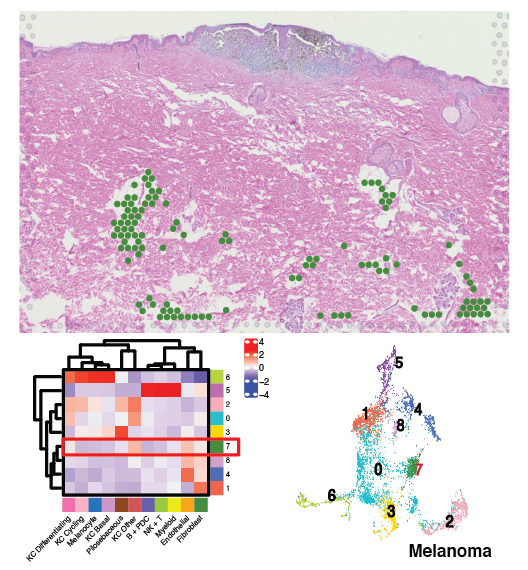 4
2
0
−2
−4
6
5
2
0
3
7
8
4
1
KC Differentiating
KC Cycling
Melanocyte
KC Basal
Pilosebaceous
KC Other
B + PDC
NK + T
Myeloid
Endothelial
Fibroblast
5
1
4
8
0
7
6
3
2
Melanoma